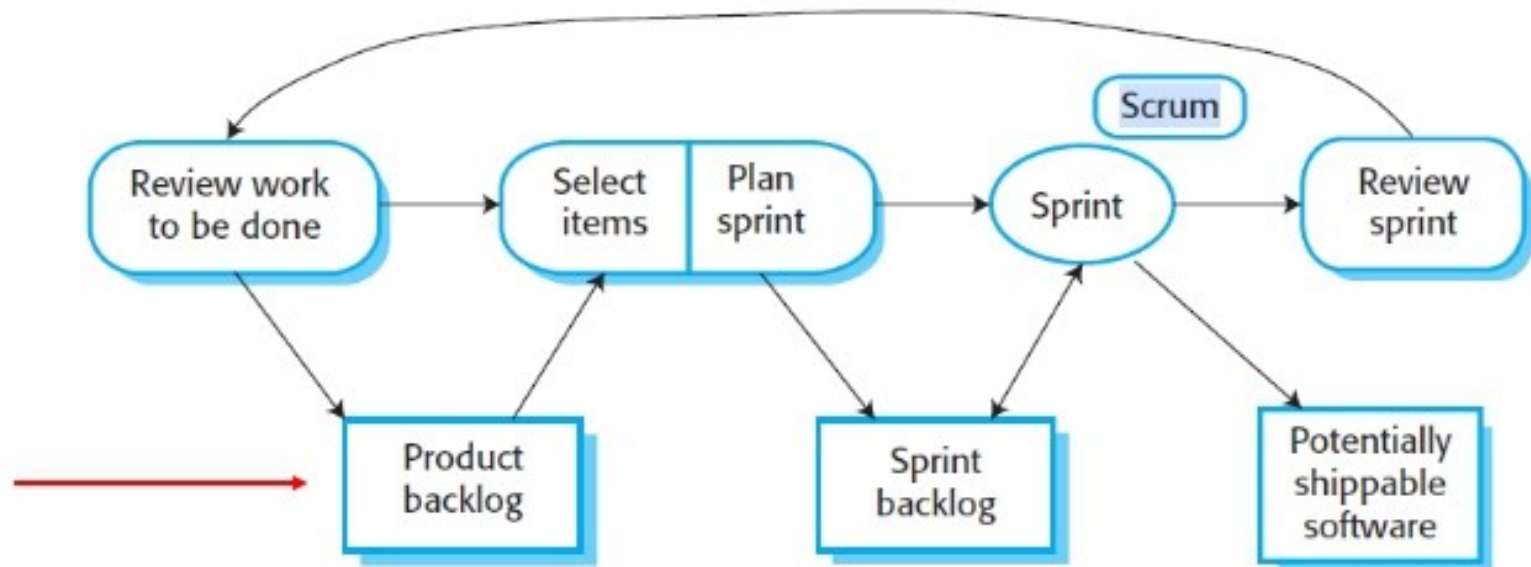 Scrum
Review work
to be done
Select
items
Plan
sprint
Sprint
Review
sprint
Product
backlog
Sprint
backlog
Potentially
shippable
software